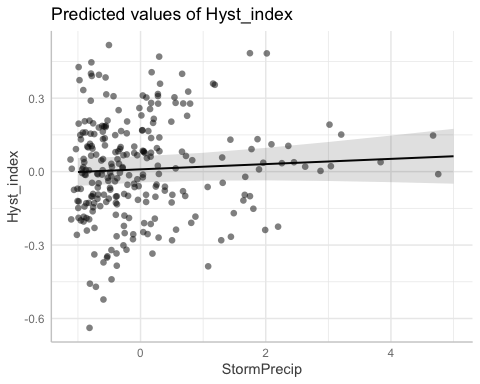 Predicted values of Hyst_index
Hyst_index
0.3
0.0
-0.3
-0.6
0
2
4
StormPrecip